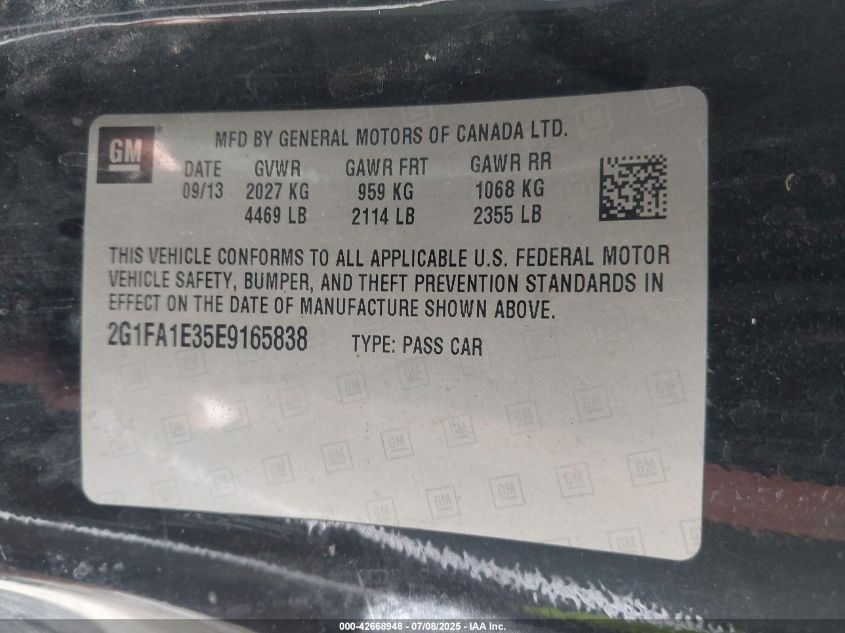 GM
MFD BY GENERAL MOTORS OF CANADA LTD.
DATE GVWR GAWR FRT GAWR RR
09/13 2027 KG 959 KG 1068 KG
4469 LB 2114 LB 2355 LB
THIS VEHICLE CONFORMS TO ALL APPLICABLE U.S. FEDERAL MOTOR
VEHICLE SAFETY, BUMPER, AND THEFT PREVENTION STANDARDS IN
EFFECT ON THE DATE OF MANUFACTURE SHOWN ABOVE.
2G1FA1E35E9165838 TYPE: PASS CAR
000-42668948 - 07/08/2025 - IAA Inc.